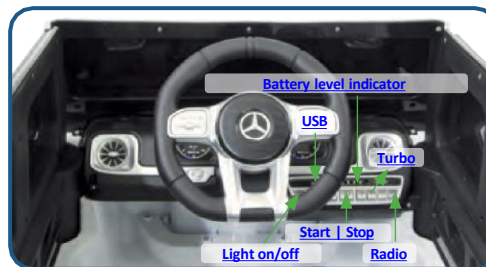 Battery level indicator
USB
Turbo
Start | Stop
Light on/off
Radio